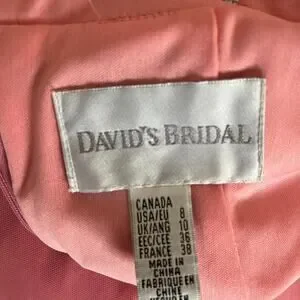 DAVID'S BRIDAL
CANADA
USA/EU 8
UK/ANG 10
EEC/CEE 36
FRANCE 38
MADE IN
CHINA
FABRIQUE EN
CHINE